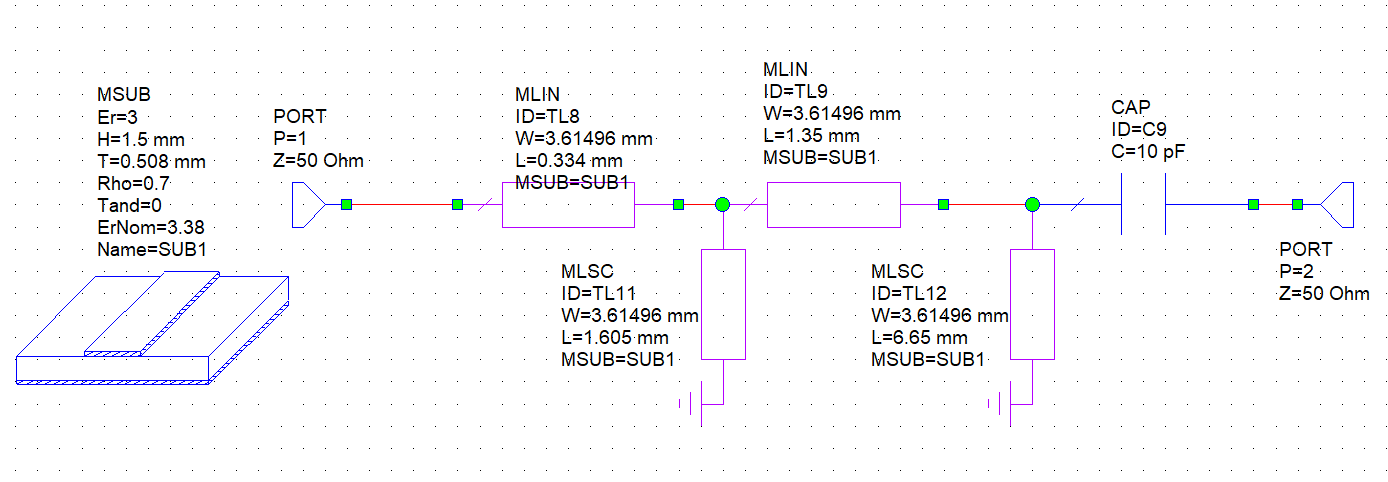 MSUB
Er=3
H=1.5 mm
T=0.508 mm
Rho=0.7
Tand=0
ErNom=3.38
Name=SUB1
PORT
P=1
Z=50 Ohm
MLIN
ID=TL8
W=3.61496 mm
L=0.334 mm
MSUB=SUB1
MLIN
ID=TL9
W=3.61496 mm
L=1.35 mm
MSUB=SUB1
CAP
ID=C9
C=10 pF
MLSC
ID=TL11
W=3.61496 mm
L=1.605 mm
MSUB=SUB1
MLSC
ID=TL12
W=3.61496 mm
L=6.65 mm
MSUB=SUB1
PORT
P=2
Z=50 Ohm